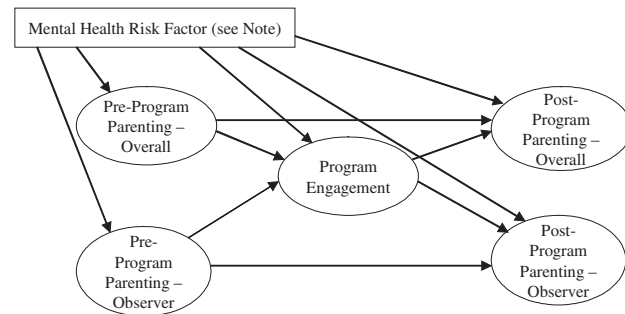 Mental Health Risk Factor (see Note)
Pre-Program
Parenting –
Overall
Post-
Program
Parenting –
Overall
Program
Engagement
Pre-
Program
Parenting –
Observer
Post-
Program
Parenting –
Observer